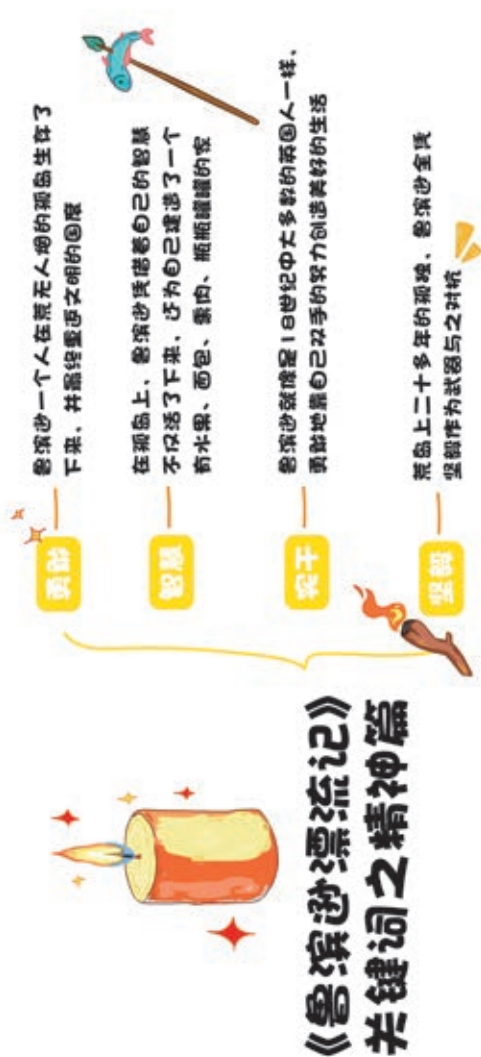 《鲁滨逊漂流记》
关键词之精神篇
勇敢
鲁滨逊一个人在荒无人烟的孤岛生存了
下来，并最终重返文明的国度
智慧
在孤岛上，鲁滨逊凭借着自己的智慧
不仅活了下来，还为自己建造了一个
有水果、面包、熏肉、瓶瓶罐罐的家
实干
鲁滨逊就像是18世纪中大多数的英国人一样，
勇敢地靠自己双手的努力创造美好的生活
坚韧
荒岛上二十多年的孤独，鲁滨逊全凭
坚韧作为武器与之对抗